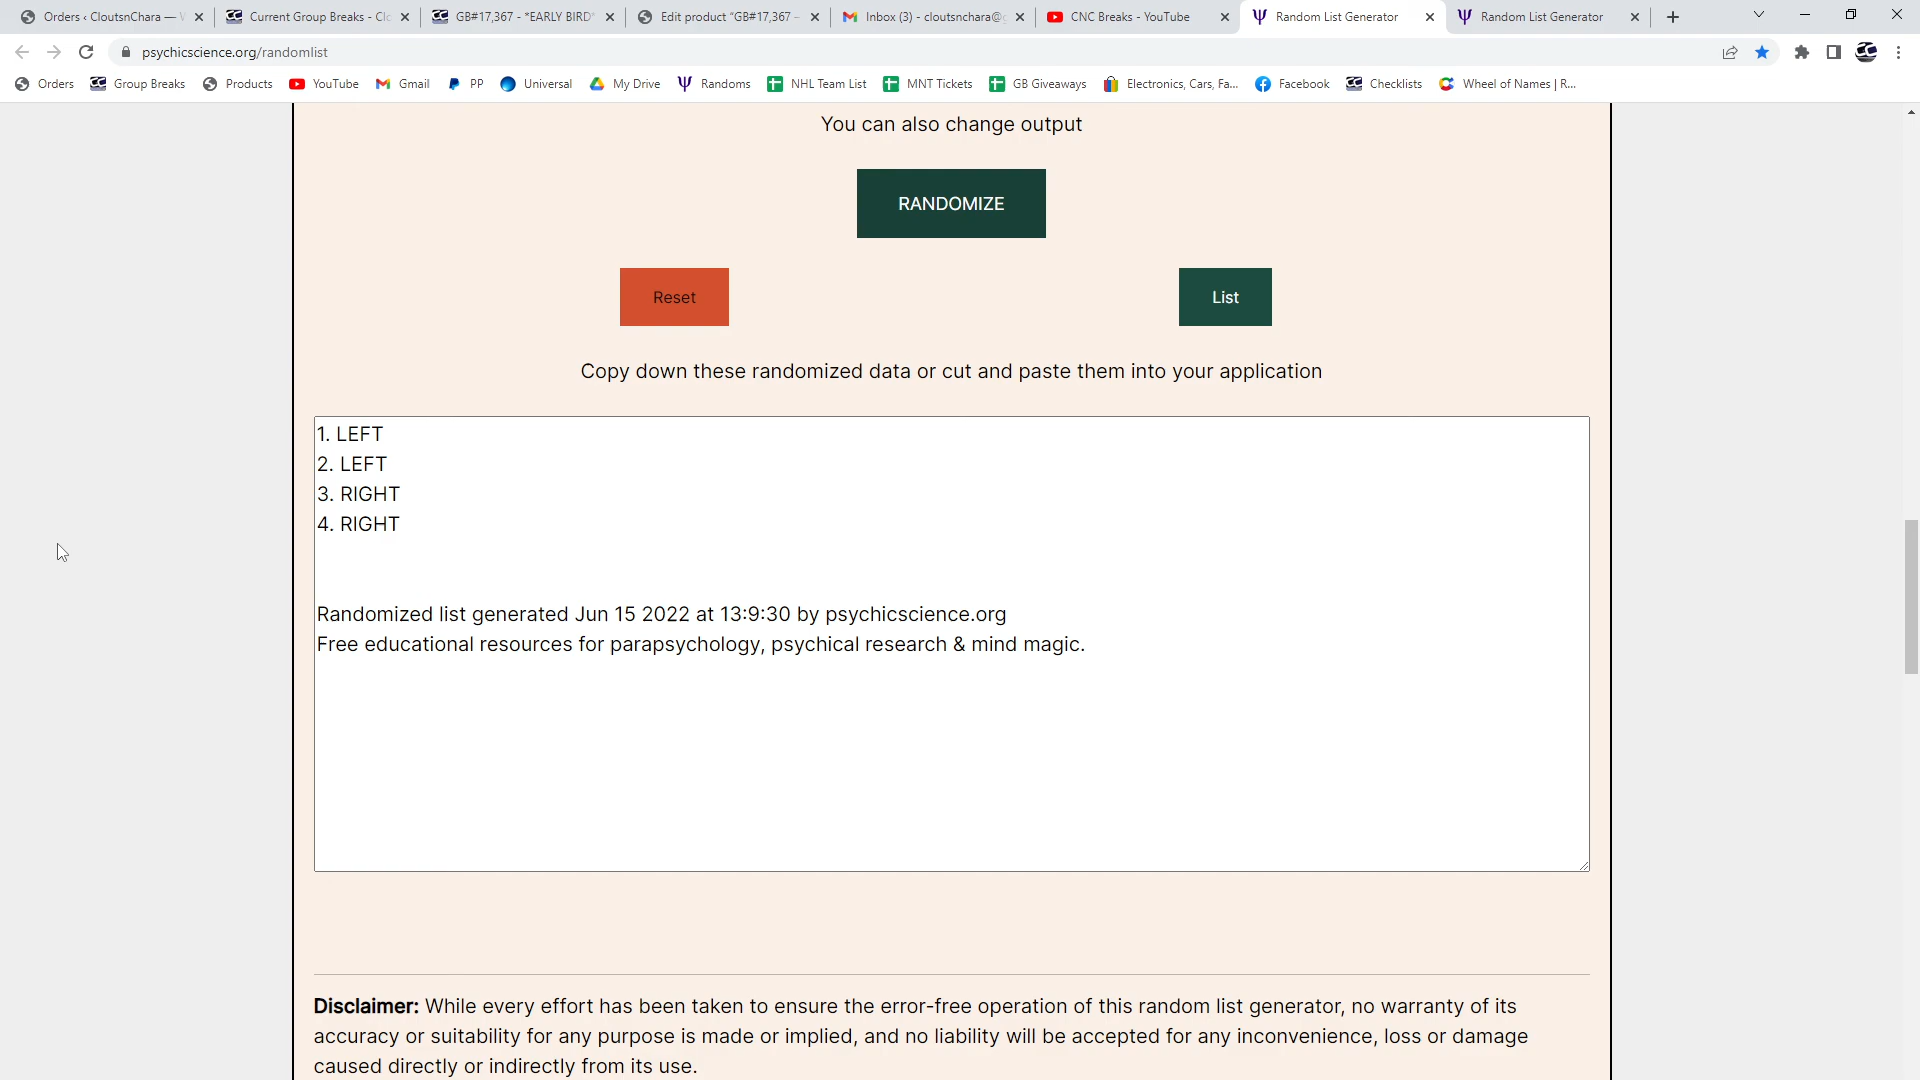 Orders ‹ CloutsnChara —
Current Group Breaks - Clo
GB#17,367 - *EARLY BIRD*
Edit product "GB#17,367 -
Inbox (3) - cloutsnchara@g
CNC Breaks - YouTube
Random List Generator
Random List Generator
psychicscience.org/randomlist
Orders
Group Breaks
Products
YouTube
Gmail
PP
Universal
My Drive
Randoms
NHL Team List
MNT Tickets
GB Giveaways
Electronics, Cars, Fa...
Facebook
Checklists
Wheel of Names | R...
You can also change output
RANDOMIZE
Reset
List
Copy down these randomized data or cut and paste them into your application
1. LEFT
2. LEFT
3. RIGHT
4. RIGHT
Randomized list generated Jun 15 2022 at 13:9:30 by psychicscience.org
Free educational resources for parapsychology, psychical research & mind magic.
Disclaimer: While every effort has been taken to ensure the error-free operation of this random list generator, no warranty of its
accuracy or suitability for any purpose is made or implied, and no liability will be accepted for any inconvenience, loss or damage
caused directly or indirectly from its use.